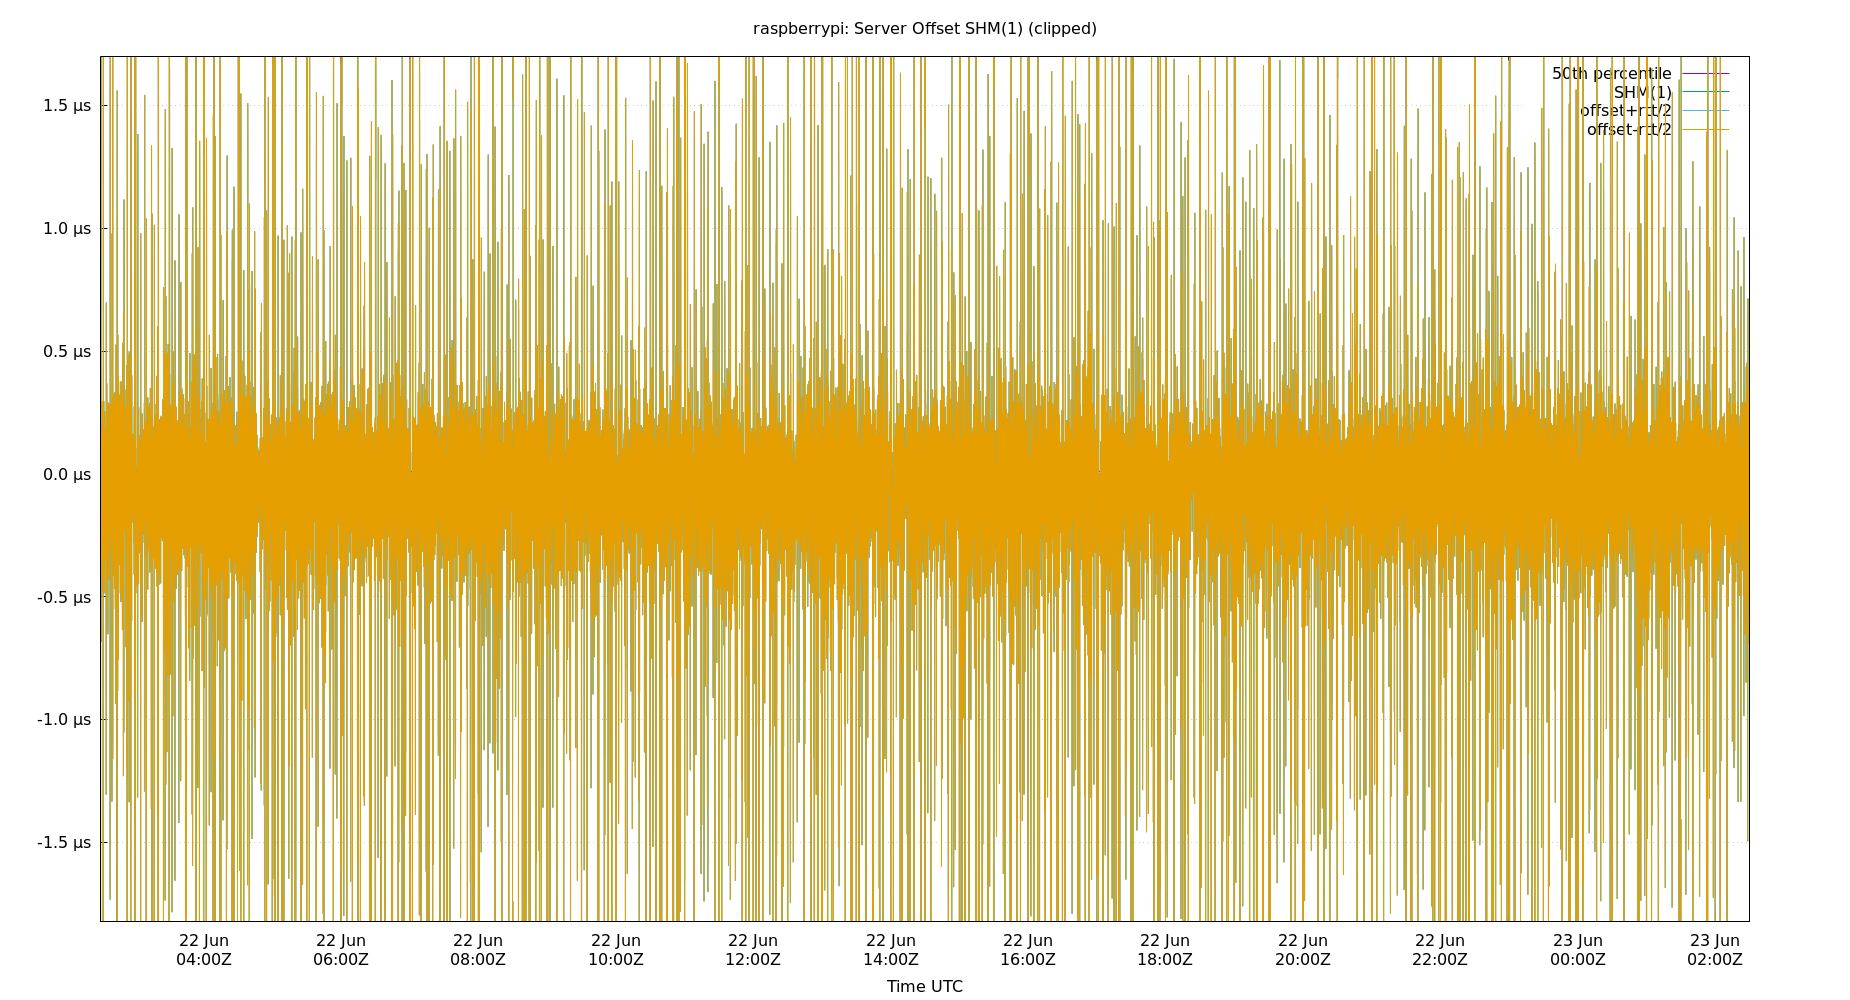 raspberrypi: Server Offset SHM(1) (clipped)
50th percentile
SHM(1)
offset+rtt/2
offset-rtt/2
1.5 µs
1.0 µs
0.5 µs
0.0 µs
-0.5 µs
-1.0 µs
-1.5 µs
22 Jun 22 Jun 22 Jun 22 Jun 22 Jun 22 Jun 22 Jun 22 Jun 22 Jun 22 Jun 23 Jun 23 Jun
04:00Z 06:00Z 08:00Z 10:00Z 12:00Z 14:00Z 16:00Z 18:00Z 20:00Z 22:00Z 00:00Z 02:00Z
Time UTC